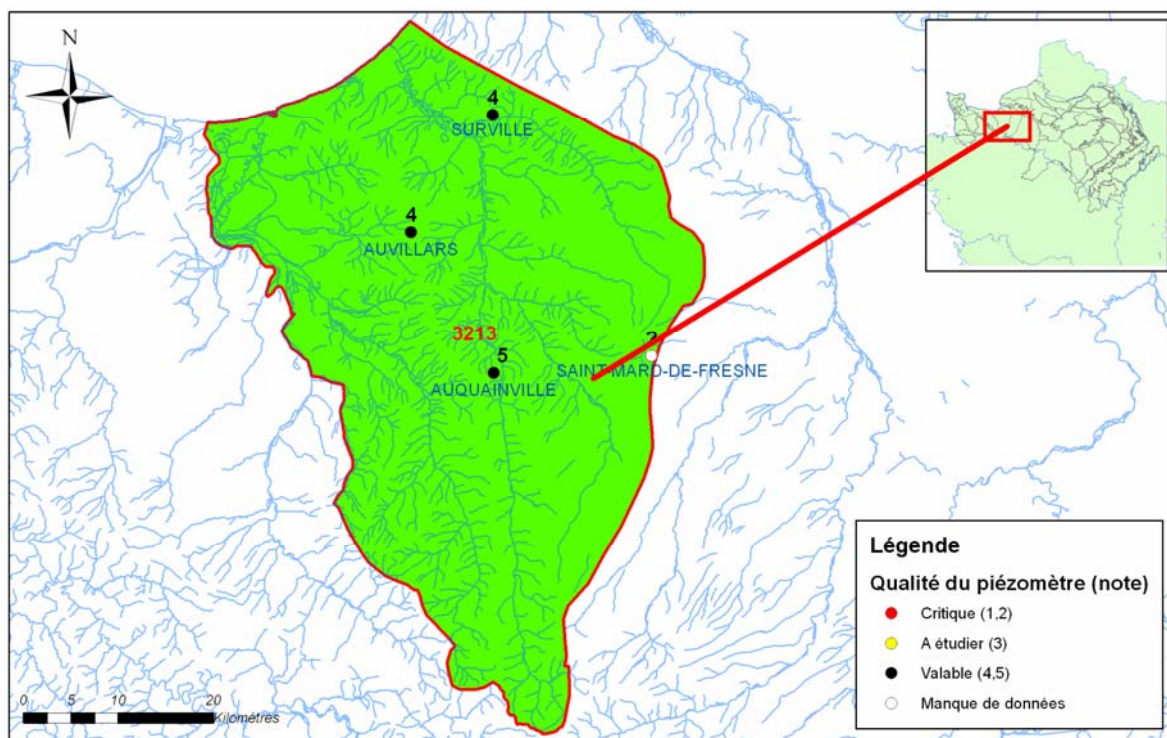 N
4
SURVILLE
4
AUVILLARS
3213
?
SAINT-MARD-DE-FRESNE
5
AUQUAINVILLE
Légende
Qualité du piézomètre (note)
Critique (1,2)
A étudier (3)
Valable (4,5)
Manque de données
0 5 10 20
Kilomètres